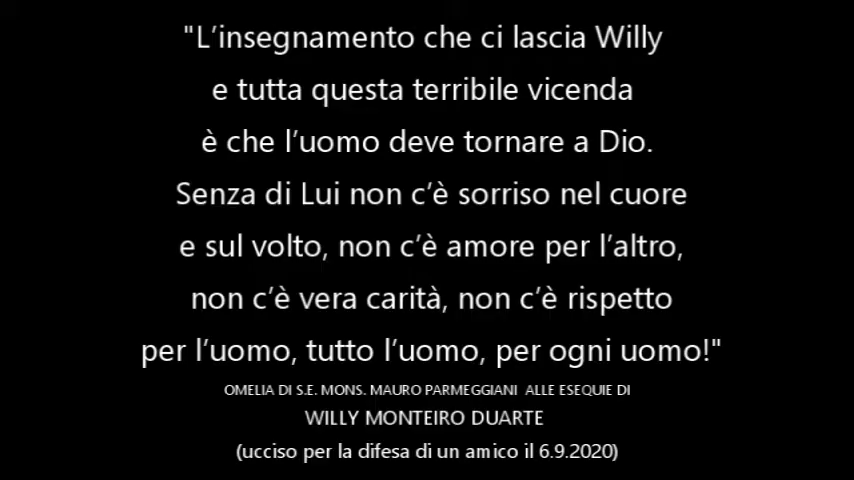 "L'insegnamento che ci lascia Willy
e tutta questa terribile vicenda
è che l'uomo deve tornare a Dio.
Senza di Lui non c'è sorriso nel cuore
e sul volto, non c'è amore per l'altro,
non c'è vera carità, non c'è rispetto
per l'uomo, tutto l'uomo, per ogni uomo!"
OMELIA DI S.E. MONS. MAURO PARMEGGIANI ALLE ESEQUIE DI
WILLY MONTEIRO DUARTE
(ucciso per la difesa di un amico il 6.9.2020)